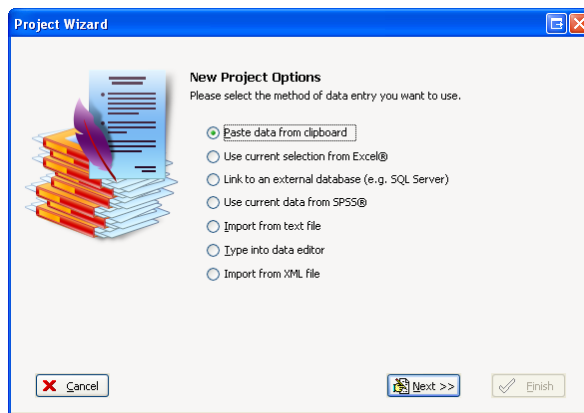 Project Wizard
New Project Options
Please select the method of data entry you want to use.
Paste data from clipboard
Use current selection from Excel®
Link to an external database (e.g. SQL Server)
Use current data from SPSS®
Import from text file
Type into data editor
Import from XML file
Cancel
Next >>
Finish